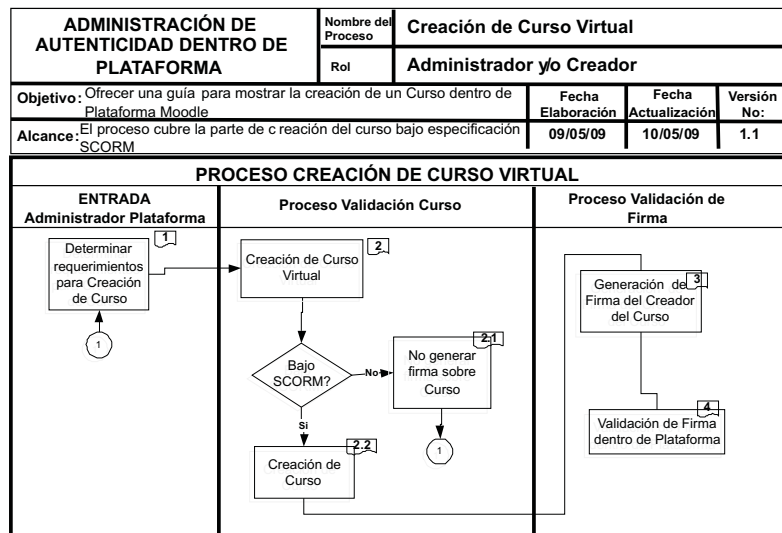 ADMINISTRACIÓN DE
AUTENTICIDAD DENTRO DE
PLATAFORMA
Nombre del
Proceso
Creación de Curso Virtual
Rol
Administrador y/o Creador
Objetivo: Ofrecer una guía para mostrar la creación de un Curso dentro de
Plataforma Moodle
Fecha
Elaboración
Fecha
Actualización
Versión
No:
Alcance: El proceso cubre la parte de c reación del curso bajo especificación
SCORM
09/05/09
10/05/09
1.1
PROCESO CREACIÓN DE CURSO VIRTUAL
ENTRADA
Administrador Plataforma
Proceso Validación Curso
Proceso Validación de
Firma
1
Determinar
requerimientos
para Creación
de Curso
1
2
Creación de Curso
Virtual
Bajo
SCORM?
No
2.1
No generar
firma sobre
Curso
1
Si
2.2
Creación de
Curso
3
Generación de
Firma del Creador
del Curso
4
Validación de Firma
dentro de Plataforma